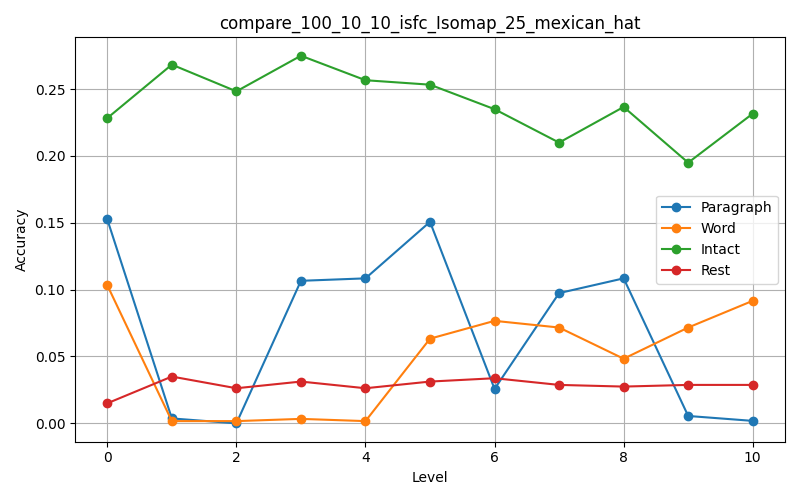 compare_100_10_10_isfc_Isomap_25_mexican_hat
Accuracy
0.25
0.20
0.15
0.10
0.05
0.00
Paragraph
Word
Intact
Rest
0 2 4 6 8 10
Level